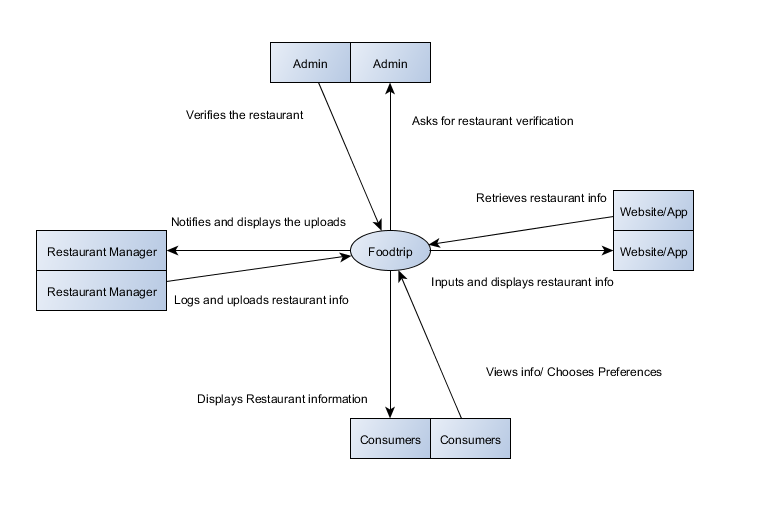 Admin
Admin
Verifies the restaurant
Asks for restaurant verification
Retrieves restaurant info
Website/App
Website/App
Notifies and displays the uploads
Restaurant Manager
Restaurant Manager
Foodtrip
Inputs and displays restaurant info
Logs and uploads restaurant info
Views info/ Chooses Preferences
Displays Restaurant information
Consumers
Consumers